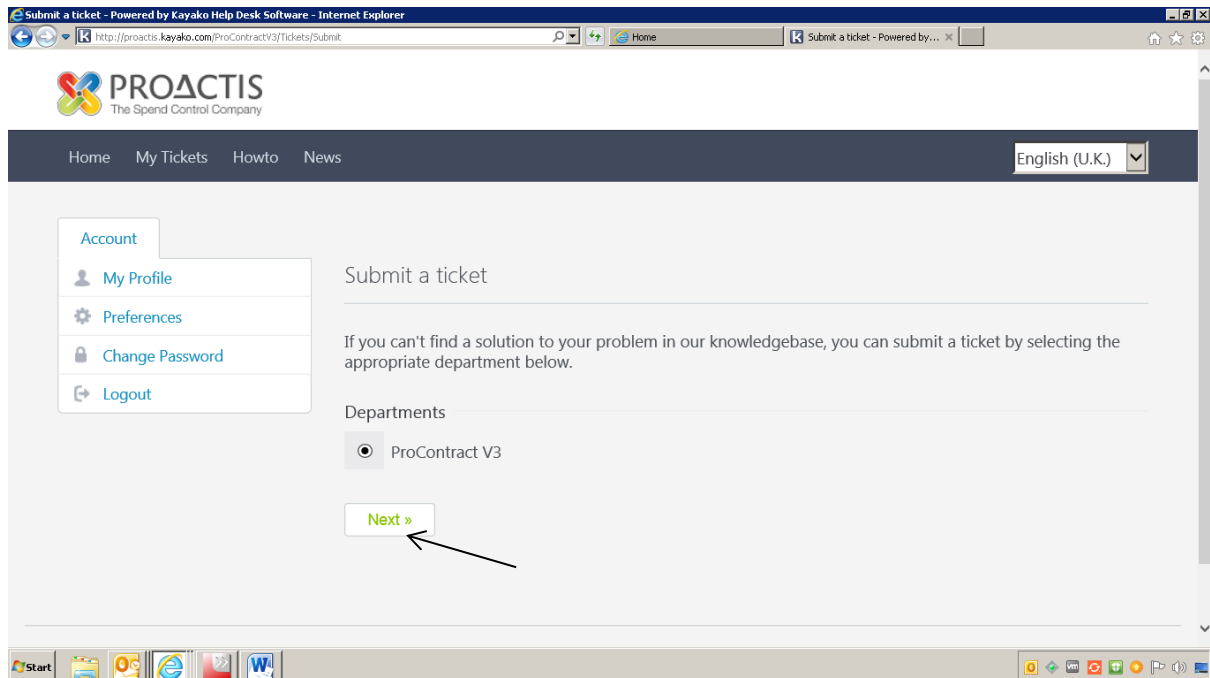 Submit a ticket - Powered by Kayako Help Desk Software - Internet Explorer
http://proactis.kayako.com/ProContractV3/Tickets/Submit
Home
Submit a ticket - Powered by...
PROΔCTIS
The Spend Control Company
Home My Tickets Howto News
English (U.K.)
Account
My Profile
Preferences
Change Password
Logout
Submit a ticket
If you can't find a solution to your problem in our knowledgebase, you can submit a ticket by selecting the
appropriate department below.
Departments
ProContract V3
Next »
Start